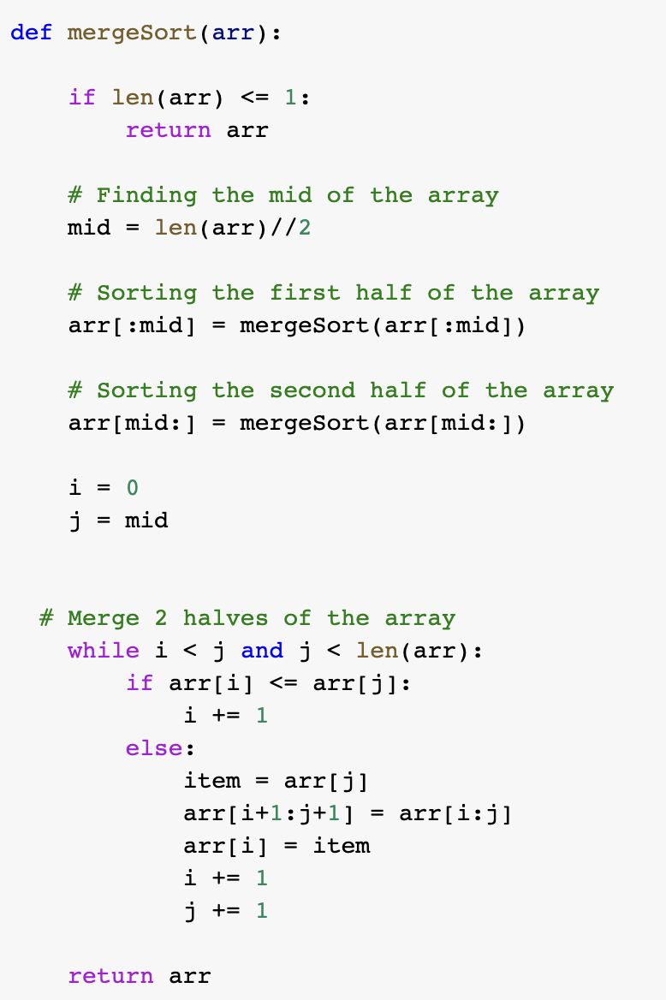 def mergeSort(arr):
    if len(arr) <= 1:
        return arr
    # Finding the mid of the array
    mid = len(arr)//2
    # Sorting the first half of the array
    arr[:mid] = mergeSort(arr[:mid])
    # Sorting the second half of the array
    arr[mid:] = mergeSort(arr[mid:])
    i = 0
    j = mid
  # Merge 2 halves of the array
    while i < j and j < len(arr):
        if arr[i] <= arr[j]:
            i += 1
        else:
            item = arr[j]
            arr[i+1:j+1] = arr[i:j]
            arr[i] = item
            i += 1
            j += 1
    return arr